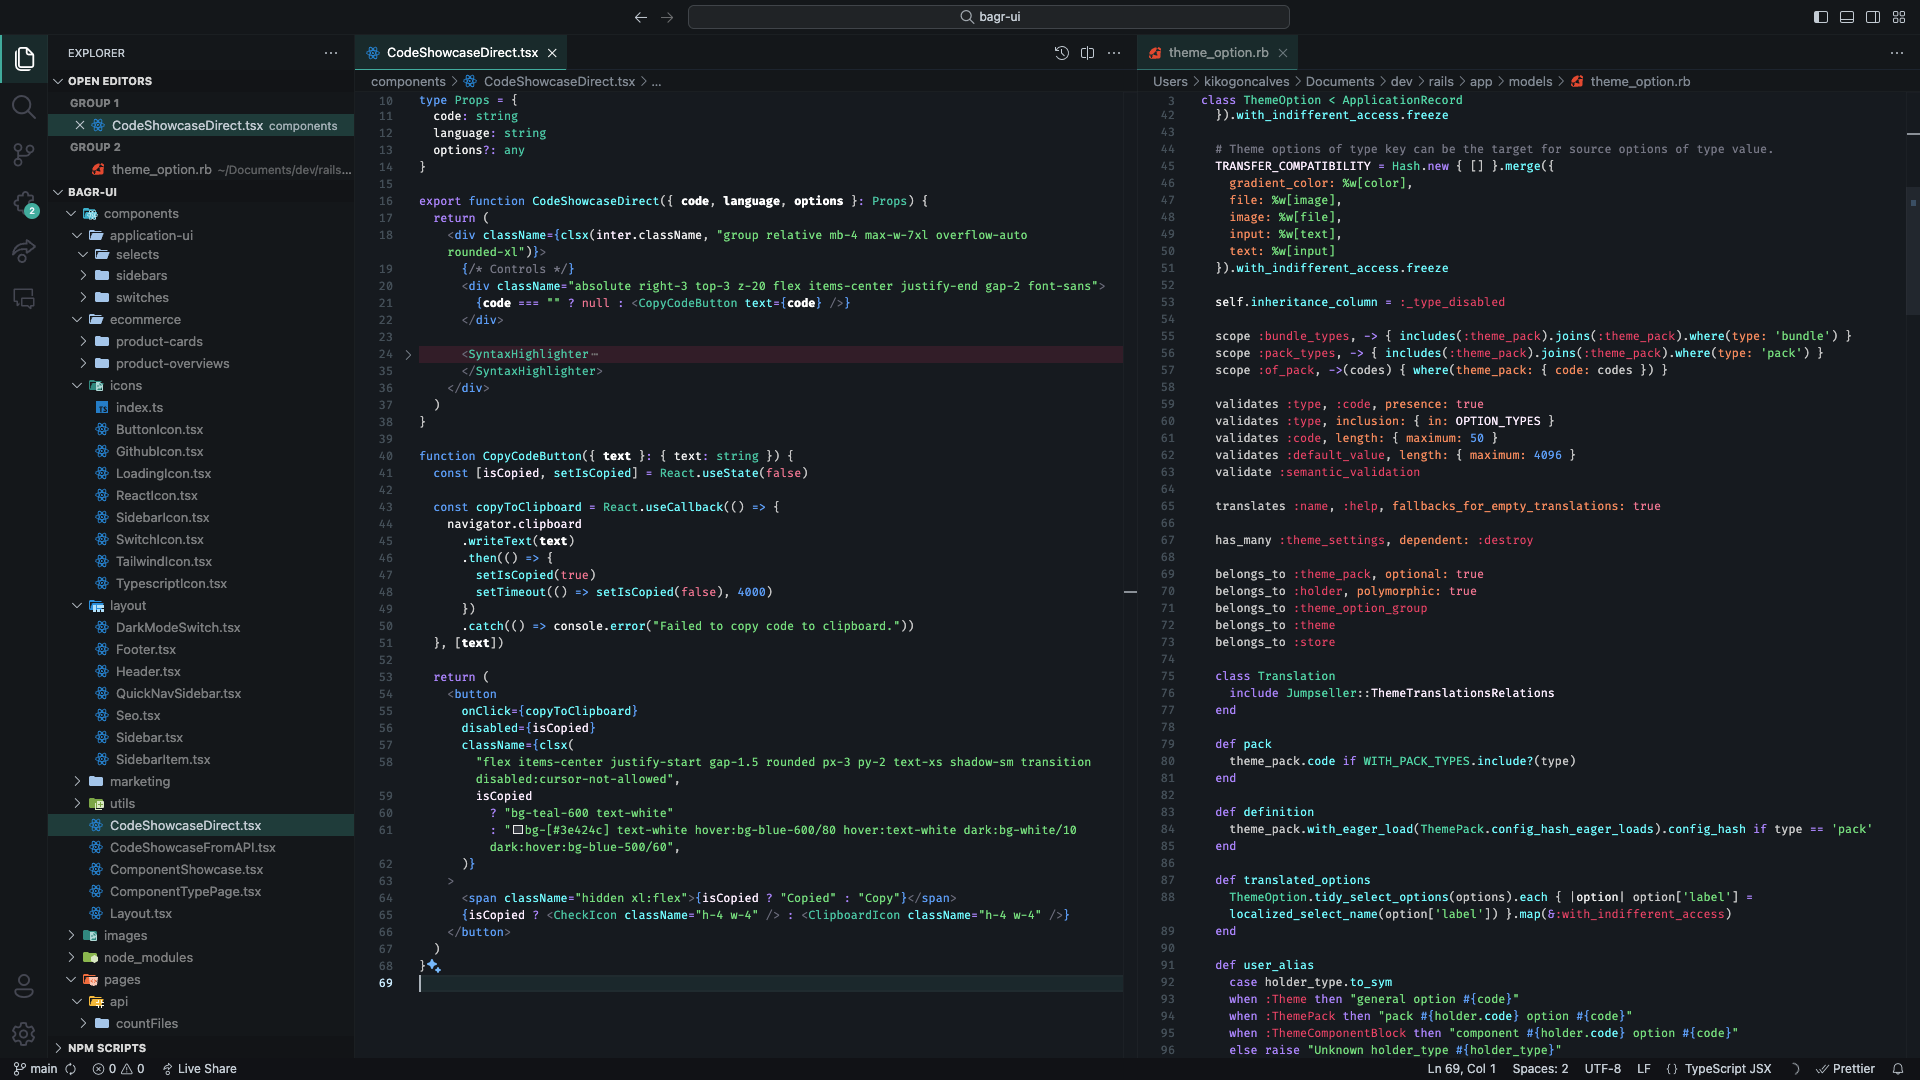 bagr-ui
EXPLORER
OPEN EDITORS
GROUP 1
CodeShowcaseDirect.tsx components
GROUP 2
theme_option.rb ~/Documents/dev/rails...
BAGR-UI
components
application-ui
selects
sidebars
switches
ecommerce
product-cards
product-overviews
icons
index.ts
ButtonIcon.tsx
GithubIcon.tsx
LoadingIcon.tsx
ReactIcon.tsx
SidebarIcon.tsx
SwitchIcon.tsx
TailwindIcon.tsx
TypescriptIcon.tsx
layout
DarkModeSwitch.tsx
Footer.tsx
Header.tsx
QuickNavSidebar.tsx
Seo.tsx
Sidebar.tsx
SidebarItem.tsx
marketing
utils
CodeShowcaseDirect.tsx
CodeShowcaseFromAPI.tsx
ComponentShowcase.tsx
ComponentTypePage.tsx
Layout.tsx
images
node_modules
pages
api
countFiles
NPM SCRIPTS
2
CodeShowcaseDirect.tsx
components > CodeShowcaseDirect.tsx > ...
10 type Props = {
11 code: string
12 language: string
13 options?: any
14 }
15
16 export function CodeShowcaseDirect({ code, language, options }: Props) {
17 return (
18 <div className={clsx(inter.className, "group relative mb-4 max-w-7xl overflow-auto
rounded-xl")}>
19 {/* Controls */}
20 <div className="absolute right-3 top-3 z-20 flex items-center justify-end gap-2 font-sans">
21 {code === "" ? null : <CopyCodeButton text={code} />}
22 </div>
23
24 <SyntaxHighlighter⋯
35 </SyntaxHighlighter>
36 </div>
37 )
38 }
39
40 function CopyCodeButton({ text }: { text: string }) {
41 const [isCopied, setIsCopied] = React.useState(false)
42
43 const copyToClipboard = React.useCallback(() => {
44 navigator.clipboard
45 .writeText(text)
46 .then(() => {
47 setIsCopied(true)
48 setTimeout(() => setIsCopied(false), 4000)
49 })
50 .catch(() => console.error("Failed to copy code to clipboard."))
51 }, [text])
52
53 return (
54 <button
55 onClick={copyToClipboard}
56 disabled={isCopied}
57 className={clsx(
58 "flex items-center justify-start gap-1.5 rounded px-3 py-2 text-xs shadow-sm transition
disabled:cursor-not-allowed",
59 isCopied
60 ? "bg-teal-600 text-white"
61 : "bg-[#3e424c] text-white hover:bg-blue-600/80 hover:text-white dark:bg-white/10
dark:hover:bg-blue-500/60",
62 )}
63 >
64 <span className="hidden xl:flex">{isCopied ? "Copied" : "Copy"}</span>
65 {isCopied ? <CheckIcon className="h-4 w-4" /> : <ClipboardIcon className="h-4 w-4" />}
66 </button>
67 )
68 }
69
theme_option.rb
Users > kikogoncalves > Documents > dev > rails > app > models > theme_option.rb
3 class ThemeOption < ApplicationRecord
42 }).with_indifferent_access.freeze
43
44 # Theme options of type key can be the target for source options of type value.
45 TRANSFER_COMPATIBILITY = Hash.new { [] }.merge({
46 gradient_color: %w[color],
47 file: %w[image],
48 image: %w[file],
49 input: %w[text],
50 text: %w[input]
51 }).with_indifferent_access.freeze
52
53 self.inheritance_column = :_type_disabled
54
55 scope :bundle_types, -> { includes(:theme_pack).joins(:theme_pack).where(type: 'bundle') }
56 scope :pack_types, -> { includes(:theme_pack).joins(:theme_pack).where(type: 'pack') }
57 scope :of_pack, ->(codes) { where(theme_pack: { code: codes }) }
58
59 validates :type, :code, presence: true
60 validates :type, inclusion: { in: OPTION_TYPES }
61 validates :code, length: { maximum: 50 }
62 validates :default_value, length: { maximum: 4096 }
63 validate :semantic_validation
64
65 translates :name, :help, fallbacks_for_empty_translations: true
66
67 has_many :theme_settings, dependent: :destroy
68
69 belongs_to :theme_pack, optional: true
70 belongs_to :holder, polymorphic: true
71 belongs_to :theme_option_group
72 belongs_to :theme
73 belongs_to :store
74
75 class Translation
76 include Jumpseller::ThemeTranslationsRelations
77 end
78
79 def pack
80 theme_pack.code if WITH_PACK_TYPES.include?(type)
81 end
82
83 def definition
84 theme_pack.with_eager_load(ThemePack.config_hash_eager_loads).config_hash if type == 'pack'
85 end
86
87 def translated_options
88 ThemeOption.tidy_select_options(options).each { |option| option['label'] =
localized_select_name(option['label']) }.map(&:with_indifferent_access)
89 end
90
91 def user_alias
92 case holder_type.to_sym
93 when :Theme then "general option #{code}"
94 when :ThemePack then "pack #{holder.code} option #{code}"
95 when :ThemeComponentBlock then "component #{holder.code} option #{code}"
96 else raise "Unknown holder_type #{holder_type}"
main 0 0 Live Share
Ln 69, Col 1 Spaces: 2 UTF-8 LF {} TypeScript JSX Prettier